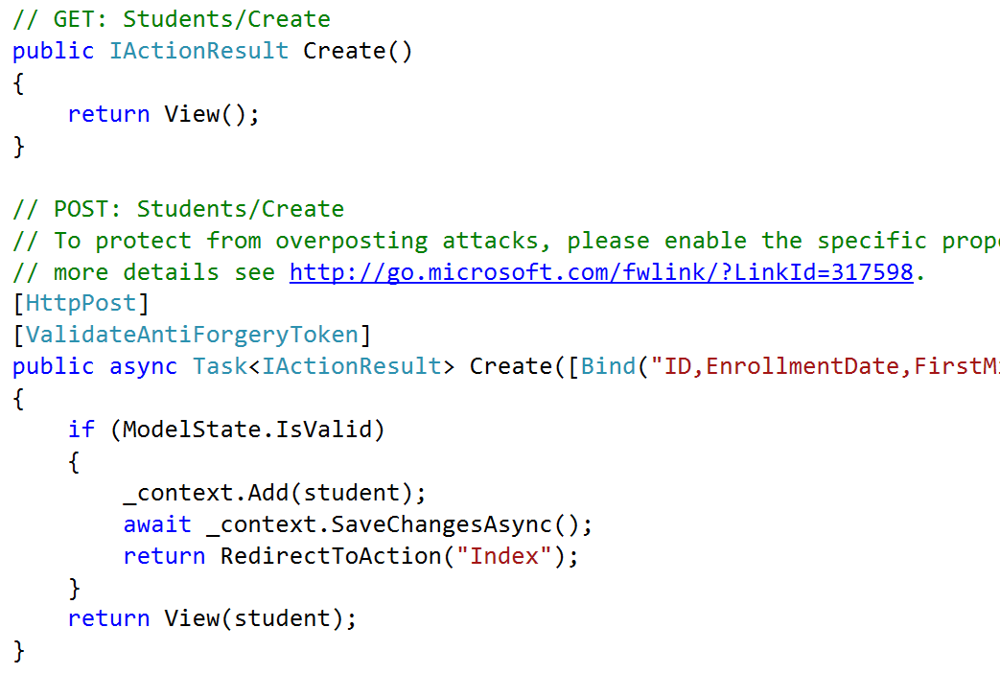 // GET: Students/Create
public IActionResult Create()
{
    return View();
}

// POST: Students/Create
// To protect from overposting attacks, please enable the specific
// more details see http://go.microsoft.com/fwlink/?LinkId=317598.
[HttpPost]
[ValidateAntiForgeryToken]
public async Task<IActionResult> Create([Bind("ID,EnrollmentDate,
{
    if (ModelState.IsValid)
    {
        _context.Add(student);
        await _context.SaveChangesAsync();
        return RedirectToAction("Index");
    }
    return View(student);
}